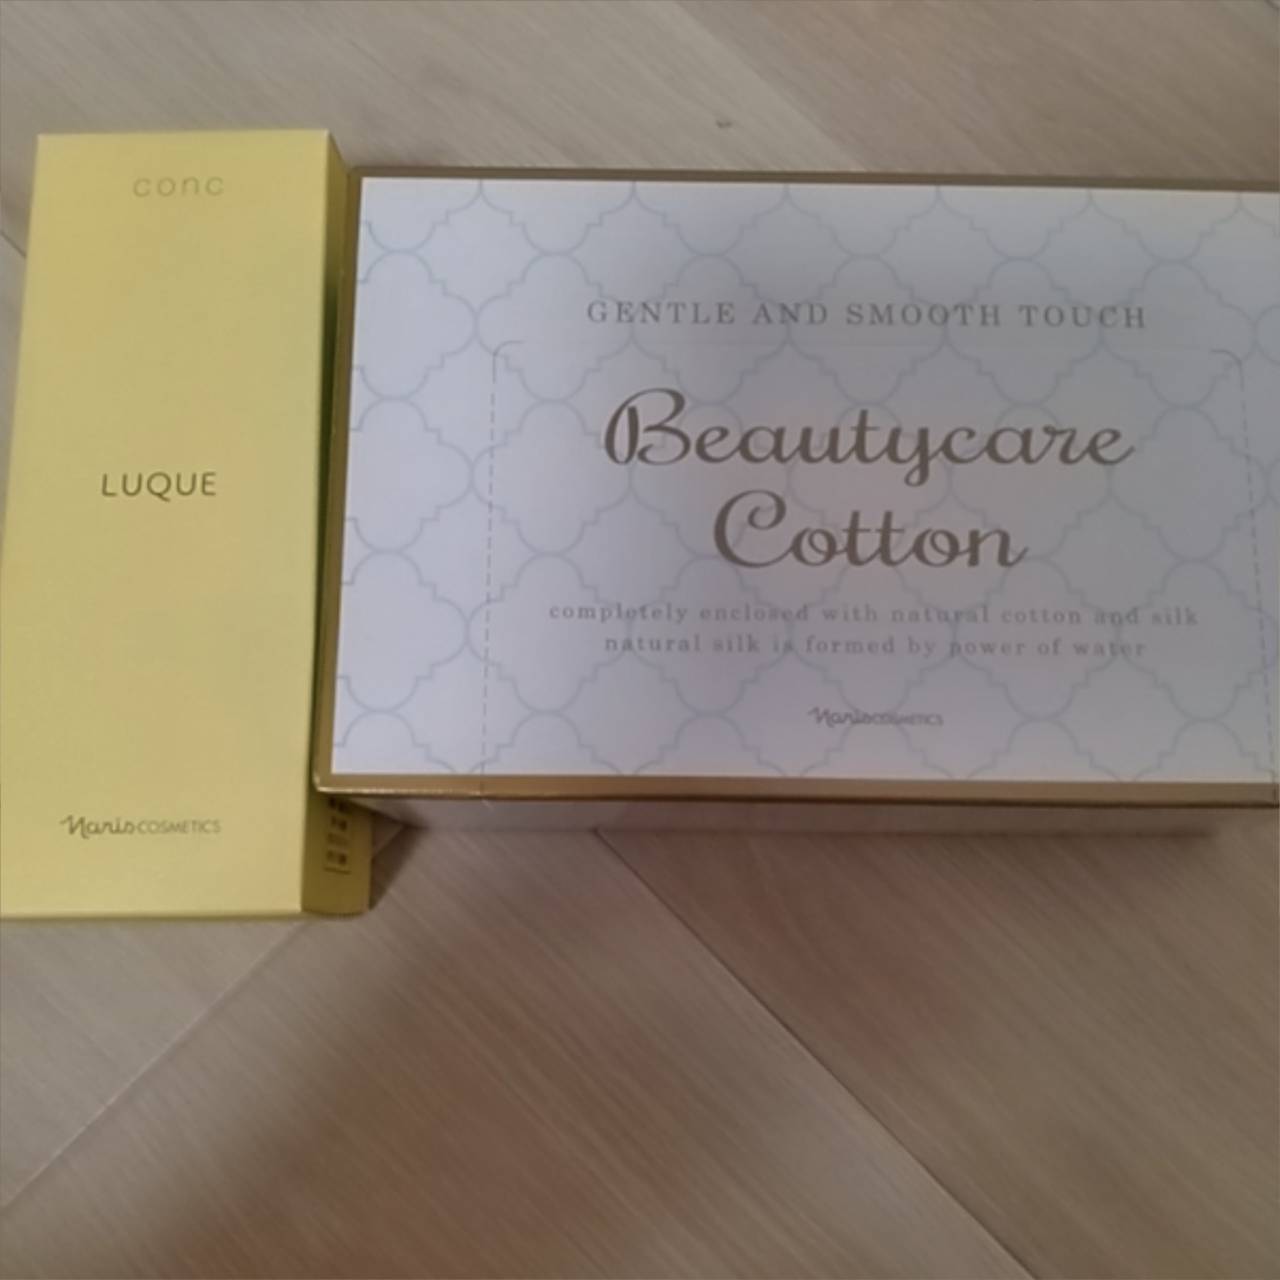 conc
LUQUE
Naris COSMETICS
GENTLE AND SMOOTH TOUCH
Beautycare
Cotton
completely enclosed with natural cotton and silk
natural silk is formed by power of water
Naris COSMETICS